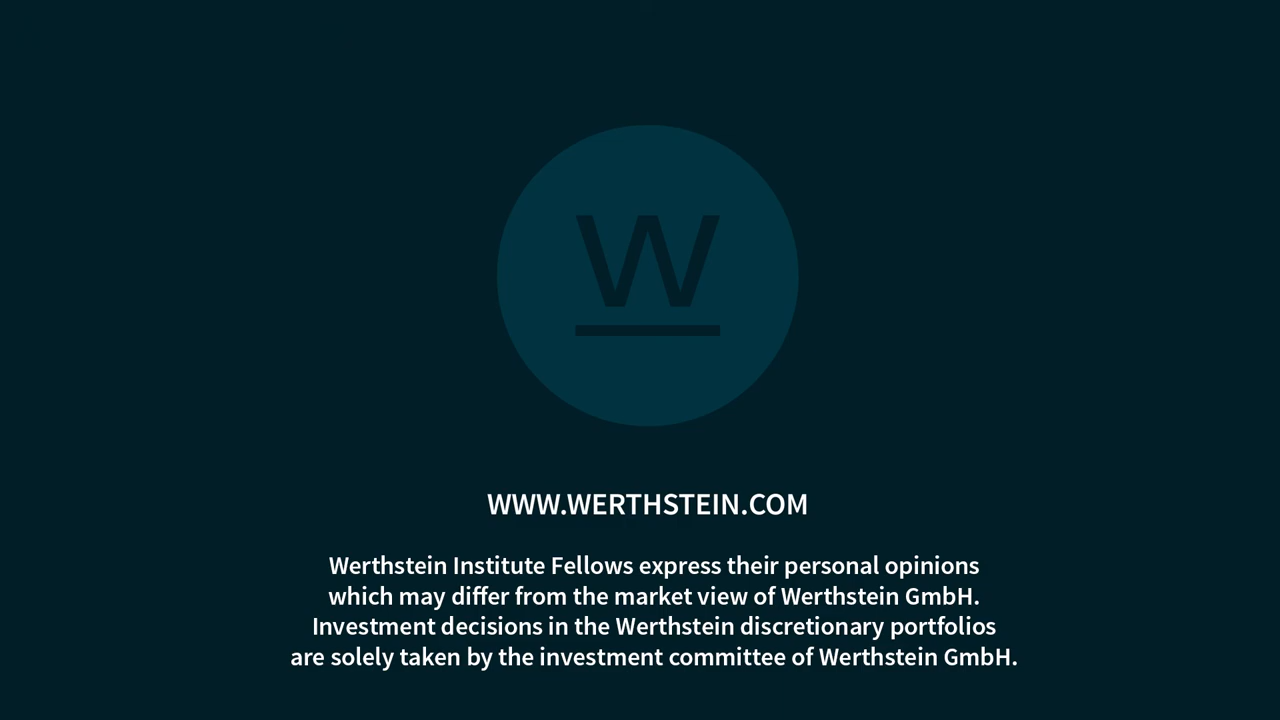 W
WWW.WERTHSTEIN.COM
Werthstein Institute Fellows express their personal opinions
which may differ from the market view of Werthstein GmbH.
Investment decisions in the Werthstein discretionary portfolios
are solely taken by the investment committee of Werthstein GmbH.